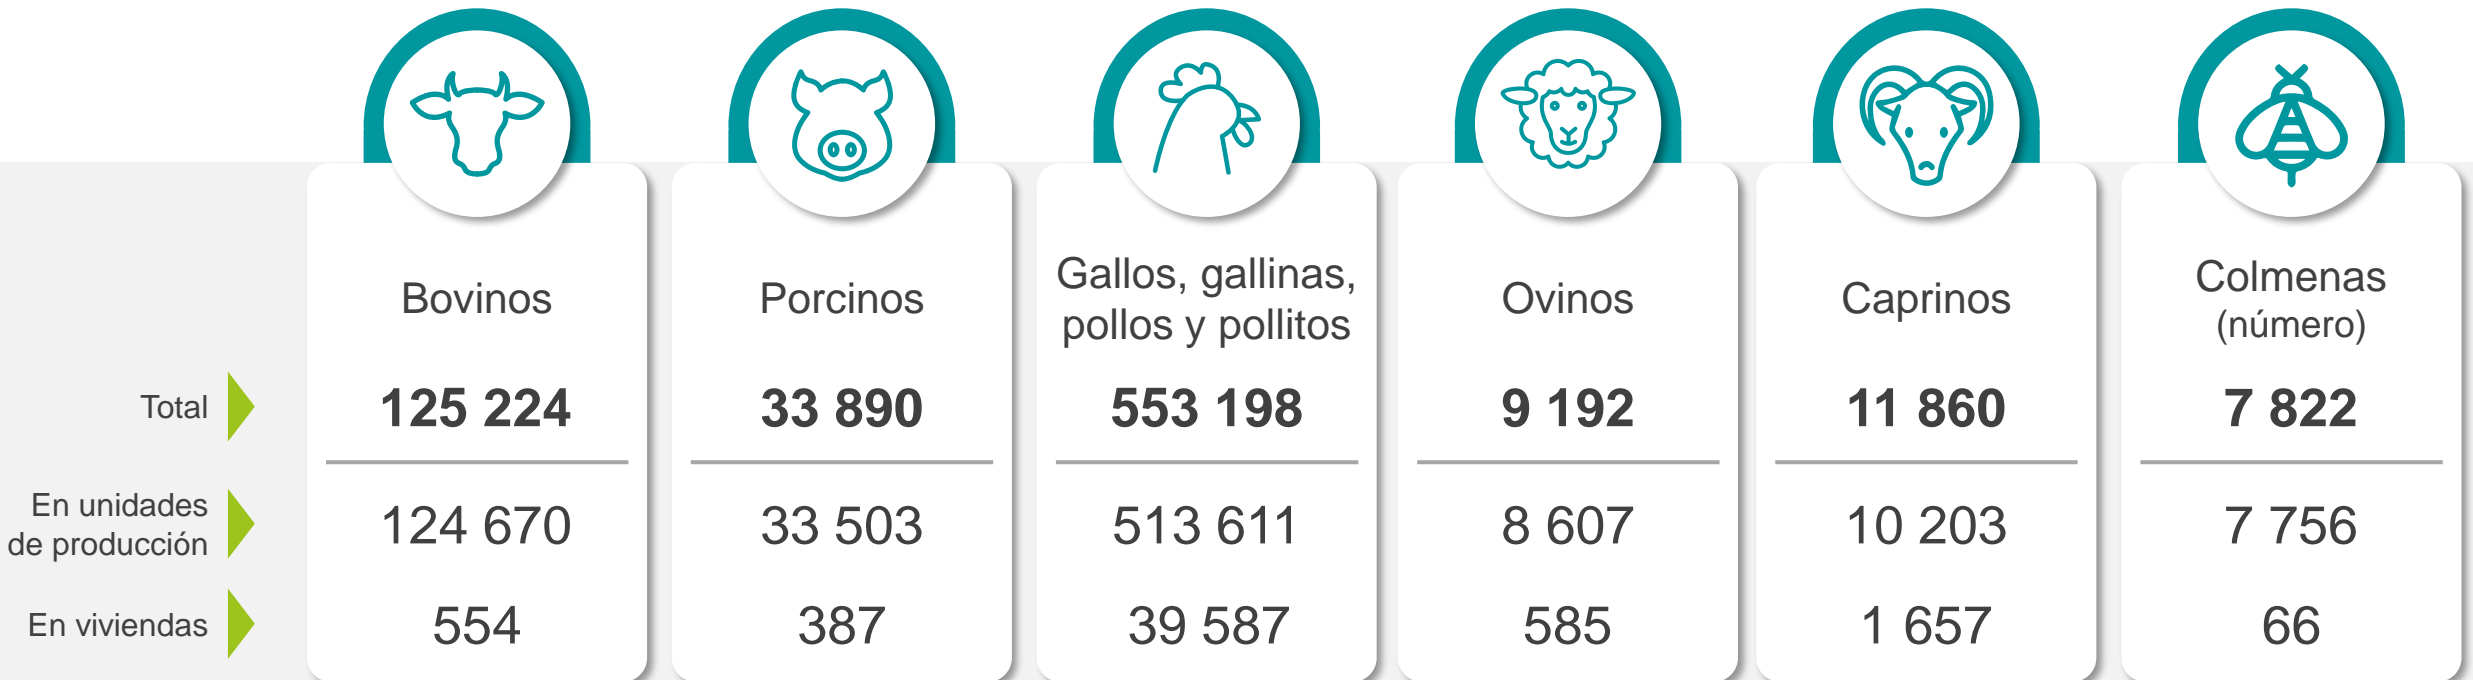 Bovinos
Porcinos
Gallos, gallinas,
pollos y pollitos
Ovinos
Caprinos
Colmenas
(número)
Total
125 224
33 890
553 198
9 192
11 860
7 822
En unidades
de producción
124 670
33 503
513 611
8 607
10 203
7 756
En viviendas
554
387
39 587
585
1 657
66